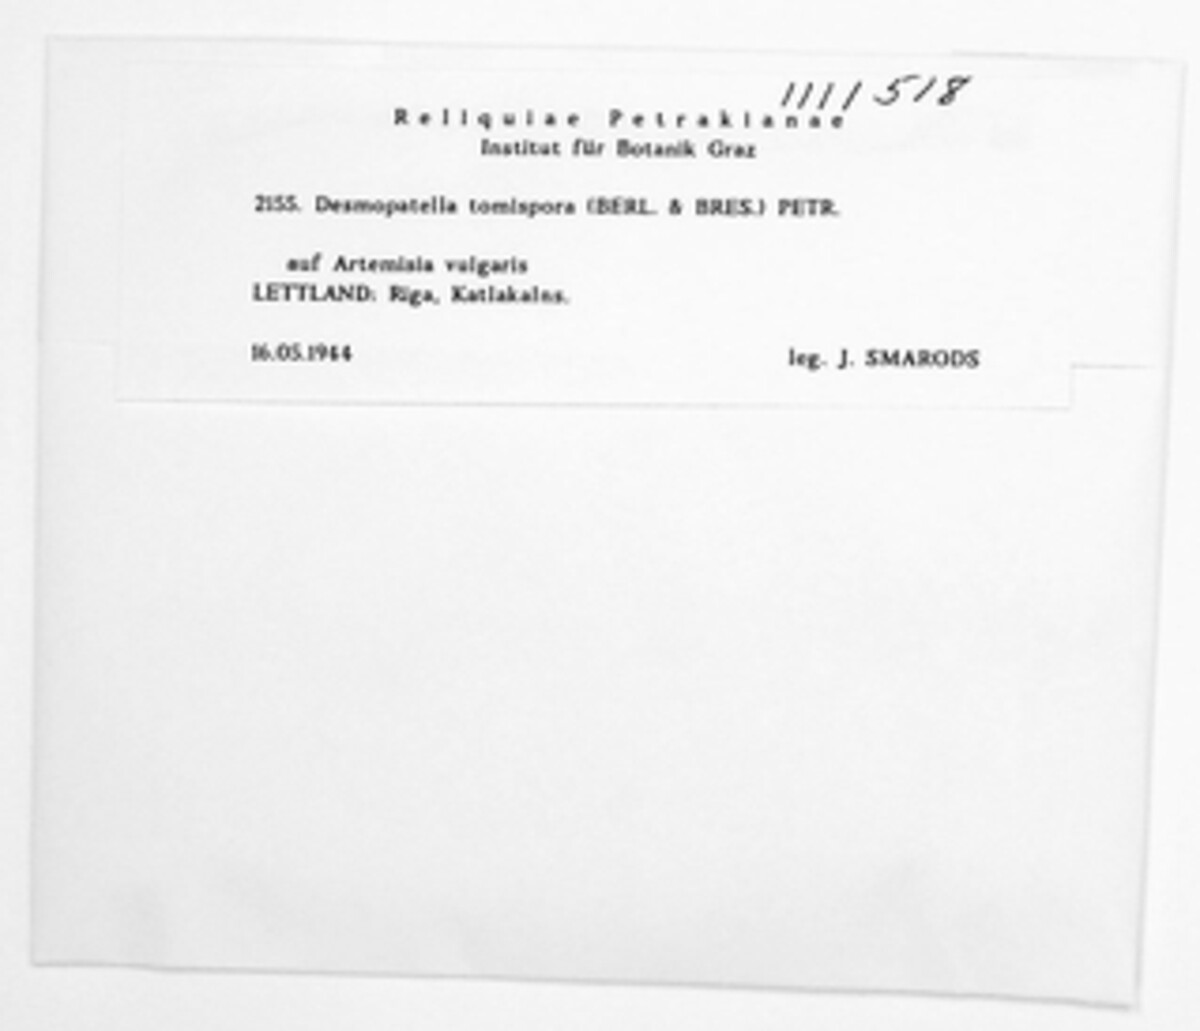 1111518
Reliquiae Petrakianae
Institut für Botanik Graz
2155. Desmopatella tomispora (BERL. & BRES.) PETR.
auf Artemisia vulgaris
LETTLAND: Riga, Katlakalns.
16.05.1944
leg. J. SMARODS